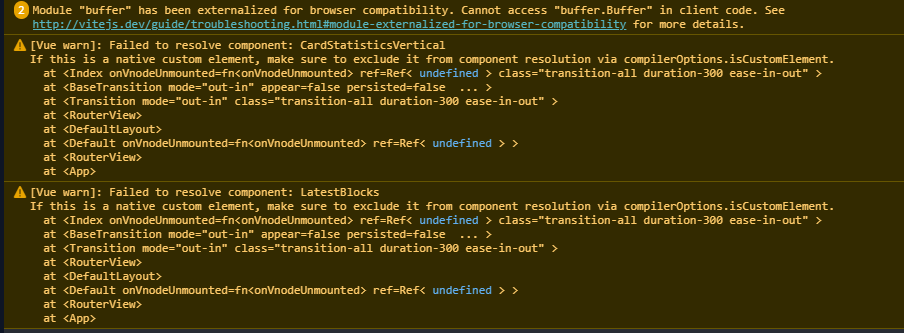 2 Module "buffer" has been externalized for browser compatibility. Cannot access "buffer.Buffer" in client code. See
http://vitejs.dev/guide/troubleshooting.html#module-externalized-for-browser-compatibility for more details.
[Vue warn]: Failed to resolve component: CardStatisticsVertical
If this is a native custom element, make sure to exclude it from component resolution via compilerOptions.isCustomElement.
at <Index onVnodeUnmounted=fn<onVnodeUnmounted> ref=Ref< undefined > class="transition-all duration-300 ease-in-out" >
at <BaseTransition mode="out-in" appear=false persisted=false ... >
at <Transition mode="out-in" class="transition-all duration-300 ease-in-out" >
at <RouterView>
at <DefaultLayout>
at <Default onVnodeUnmounted=fn<onVnodeUnmounted> ref=Ref< undefined > >
at <RouterView>
at <App>
[Vue warn]: Failed to resolve component: LatestBlocks
If this is a native custom element, make sure to exclude it from component resolution via compilerOptions.isCustomElement.
at <Index onVnodeUnmounted=fn<onVnodeUnmounted> ref=Ref< undefined > class="transition-all duration-300 ease-in-out" >
at <BaseTransition mode="out-in" appear=false persisted=false ... >
at <Transition mode="out-in" class="transition-all duration-300 ease-in-out" >
at <RouterView>
at <DefaultLayout>
at <Default onVnodeUnmounted=fn<onVnodeUnmounted> ref=Ref< undefined > >
at <RouterView>
at <App>